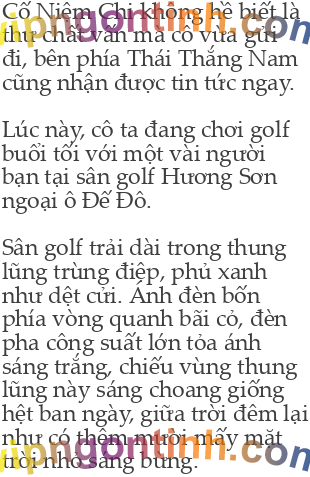 Cố Niệm Chi không hề biết là
thư chất vấn mà cô vừa gửi
đi, bên phía Thái Thắng Nam
cũng nhận được tin tức ngay.
Lúc này, cô ta đang chơi golf
buổi tối với một vài người
bạn tại sân golf Hương Sơn
ngoại ô Đế Đô.
Sân golf trải dài trong thung
lũng trùng điệp, phủ xanh
như dệt cửi. Ánh đèn bốn
phía vòng quanh bãi cỏ, đèn
pha công suất lớn tỏa ánh
sáng trắng, chiếu vùng thung
lũng này sáng choang giống
hệt ban ngày, giữa trời đêm lại
như có thêm mười mấy mặt
trời nhỏ sáng bừng.
vipngontinh.com
vipngontinh.com